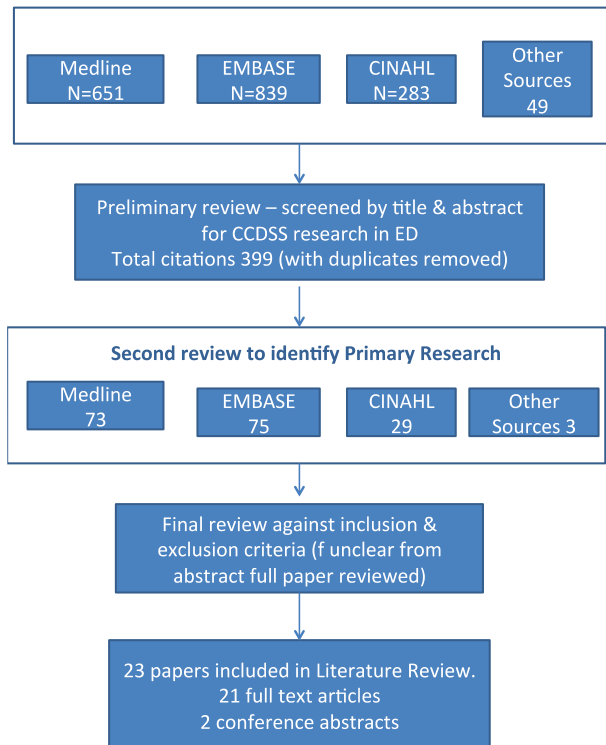 Medline
N=651
EMBASE
N=839
CINAHL
N=283
Other
Sources
49
Preliminary review – screened by title & abstract
for CCDSS research in ED
Total citations 399 (with duplicates removed)
Second review to identify Primary Research
Medline
73
EMBASE
75
CINAHL
29
Other
Sources 3
Final review against inclusion &
exclusion criteria (f unclear from
abstract full paper reviewed)
23 papers included in Literature Review.
21 full text articles
2 conference abstracts